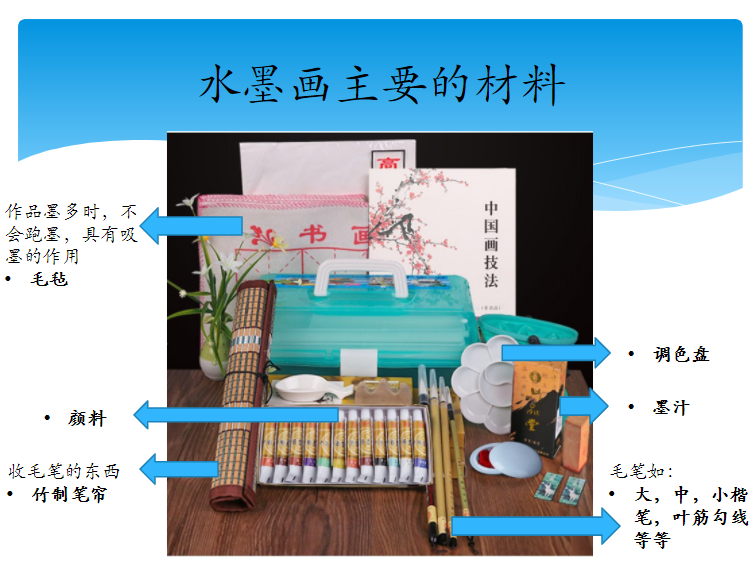 水墨画主要的材料
高
书画
中国画技法
作品墨多时，不
会跑墨，具有吸
墨的作用
• 毛毡
• 调色盘
• 墨汁
• 颜料
收毛笔的东西
• 竹制笔帘
毛笔如：
• 大，中，小楷
笔，叶筋勾线
等等